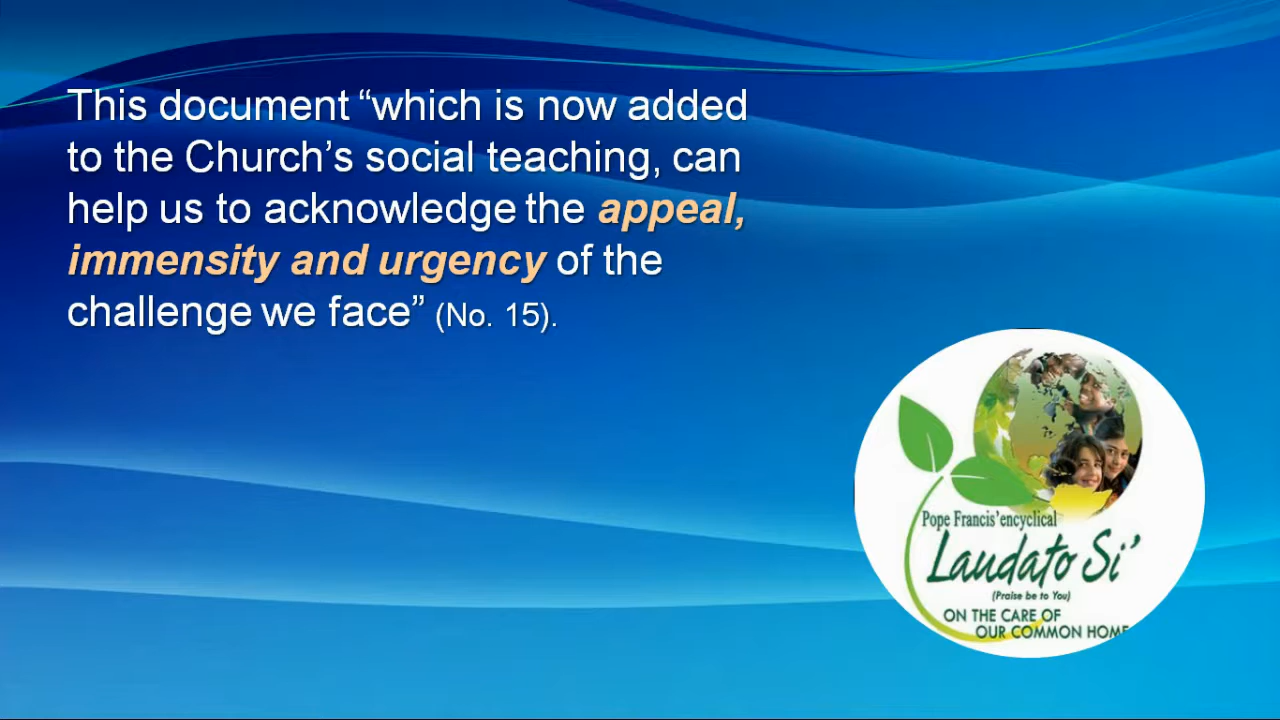 This document “which is now added
to the Church’s social teaching, can
help us to acknowledge the appeal,
immensity and urgency of the
challenge we face” (No. 15).
Pope Francis’ encyclical
Laudato Si’
(Praise be to You)
ON THE CARE OF
OUR COMMON HOME